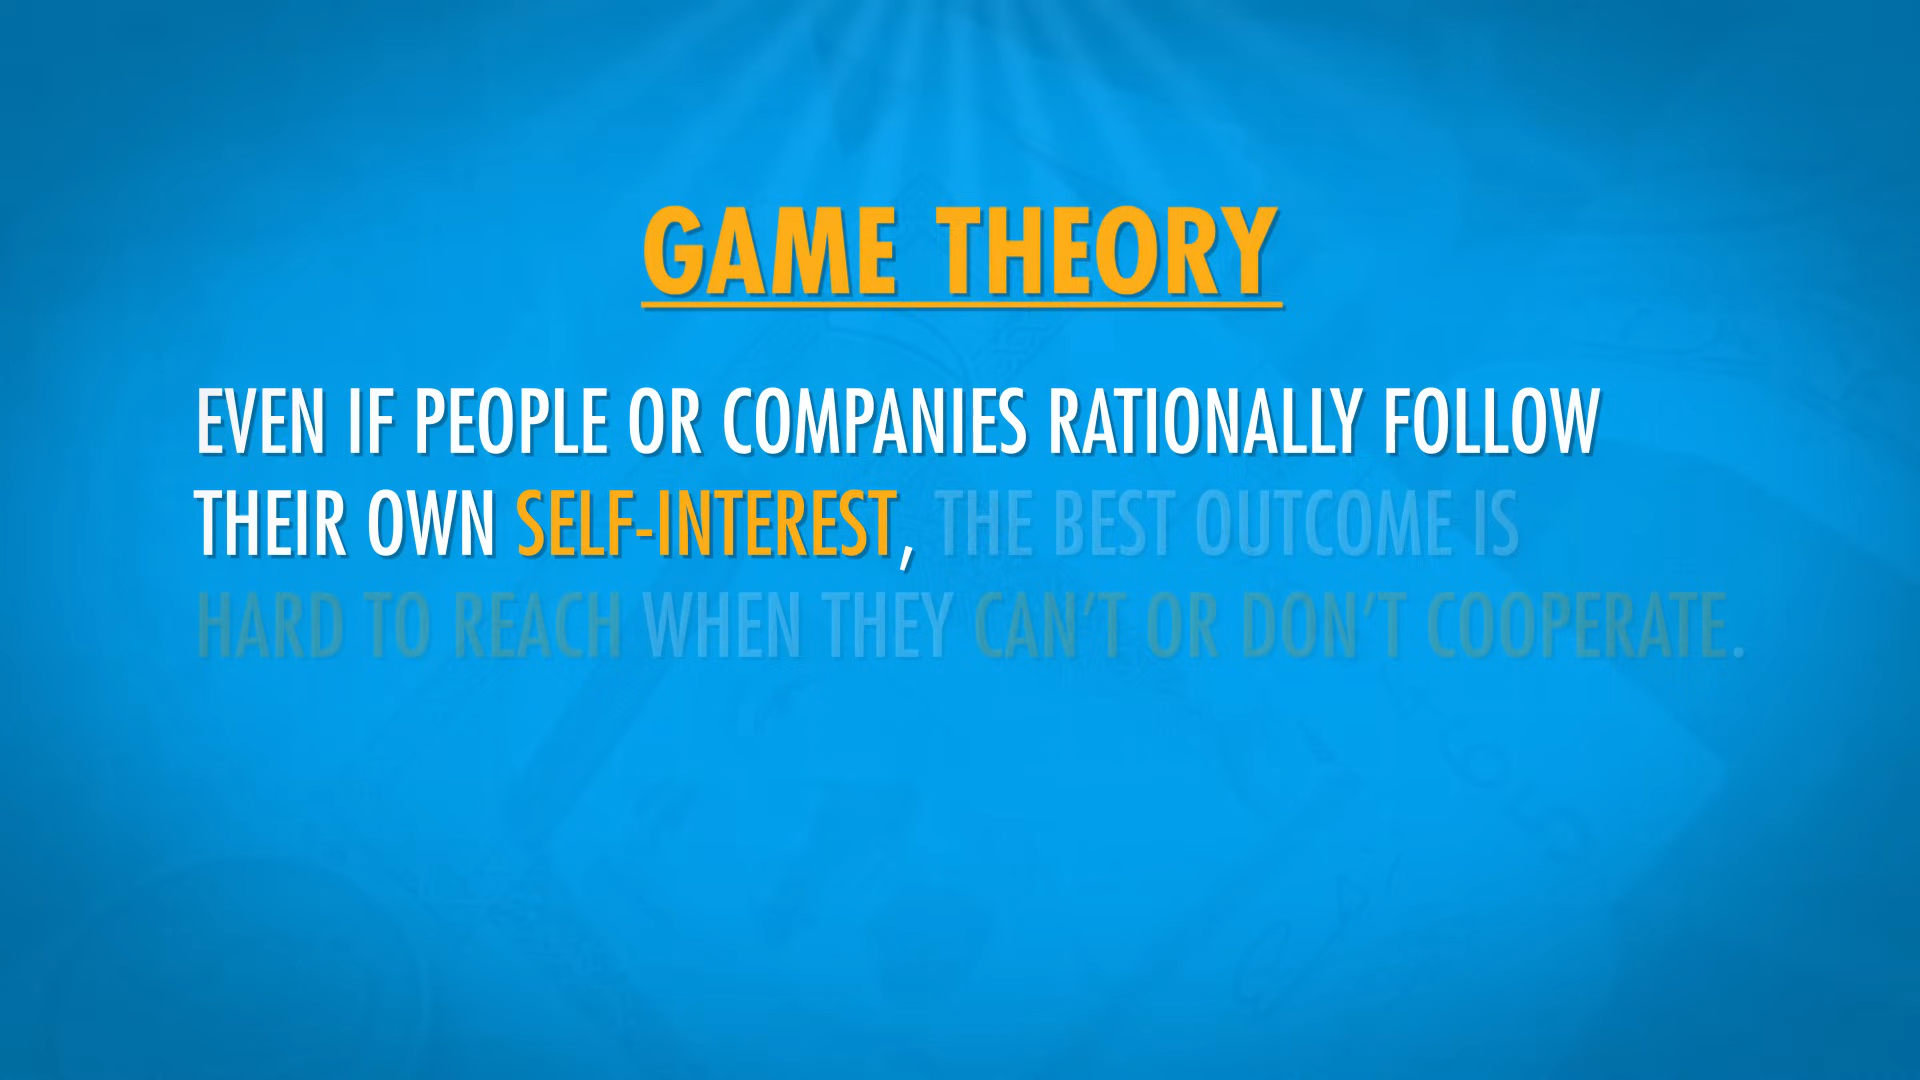 GAME THEORY
EVEN IF PEOPLE OR COMPANIES RATIONALLY FOLLOW
THEIR OWN SELF-INTEREST, THE BEST OUTCOME IS
HARD TO REACH WHEN THEY CAN'T OR DON'T COOPERATE.